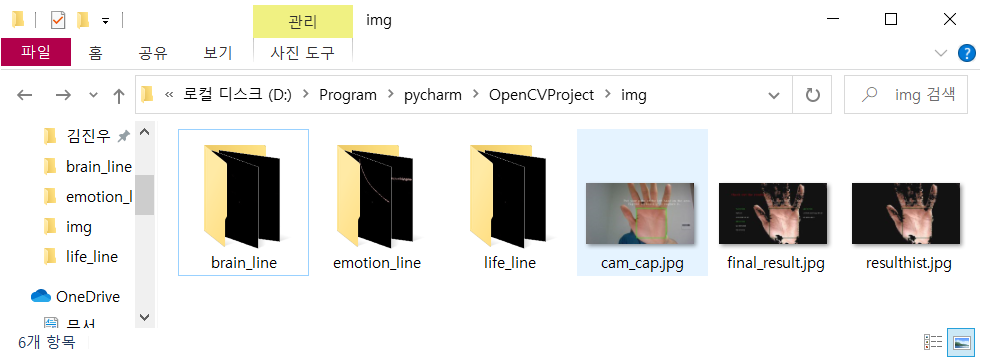 관리
img
파일
홈
공유
보기
사진 도구
« 로컬 디스크 (D:) > Program > pycharm > OpenCVProject > img
img 검색
김진우
brain_line
emotion_l
img
life_line
OneDrive
문서
brain_line
emotion_line
life_line
cam_cap.jpg
final_result.jpg
resulthist.jpg
6개 항목